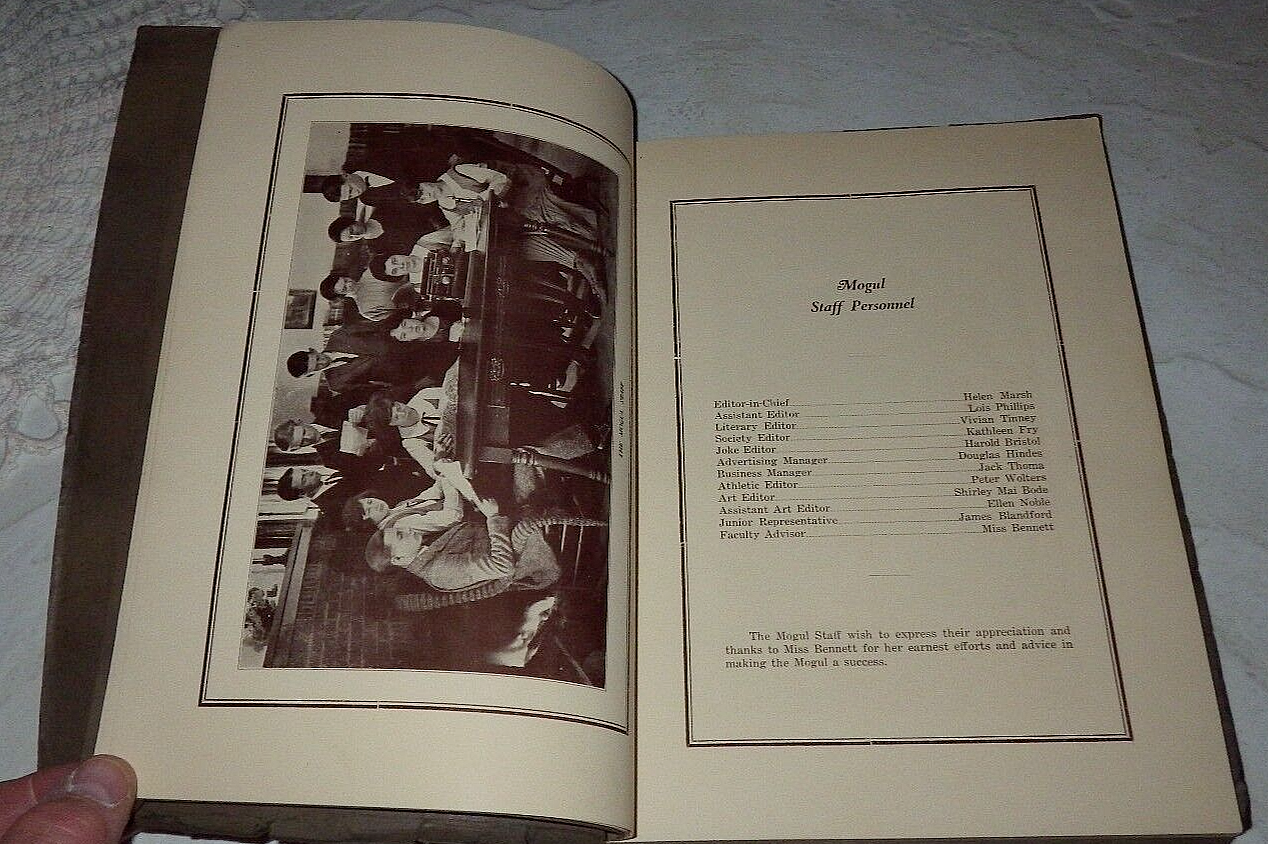 THE MOGUL STAFF
Mogul
Staff Personnel
Editor-in-Chief Helen Marsh
Assistant Editor Lois Phillips
Literary Editor Vivian Tinney
Society Editor Kathleen Fry
Joke Editor Harold Bristol
Advertising Manager Douglas Hindes
Business Manager Jack Thoma
Athletic Editor Peter Wolters
Art Editor Shirley Mai Bode
Assistant Art Editor Ellen Noble
Junior Representative James Blandford
Faculty Advisor Miss Bennett
The Mogul Staff wish to express their appreciation and
thanks to Miss Bennett for her earnest efforts and advice in
making the Mogul a success.